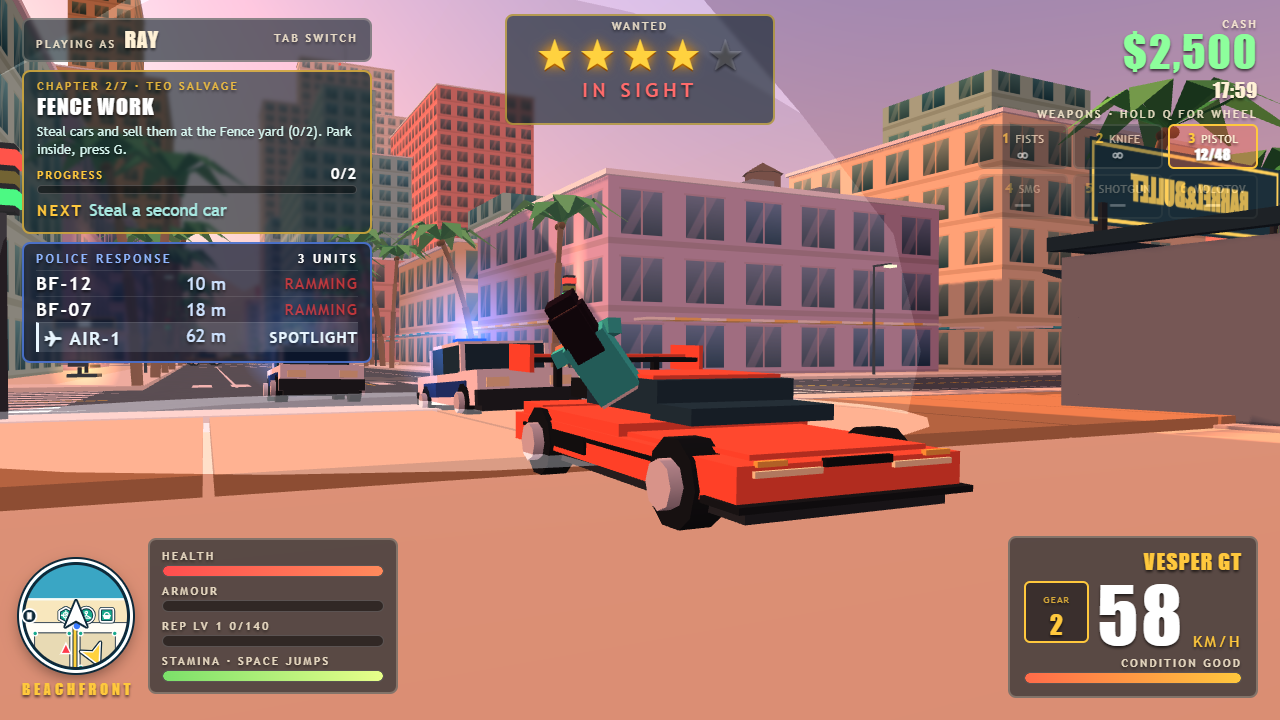 PLAYING AS RAY TAB SWITCH
CHAPTER 2/7 · TEO SALVAGE
FENCE WORK
Steal cars and sell them at the Fence yard (0/2). Park
inside, press G.
PROGRESS 0/2
NEXT Steal a second car
POLICE RESPONSE 3 UNITS
BF-12 10 m RAMMING
BF-07 18 m RAMMING
AIR-1 62 m SPOTLIGHT
WANTED
IN SIGHT
CASH
$2,500
17:59
WEAPONS · HOLD Q FOR WHEEL
1 FISTS ∞
2 KNIFE ∞
3 PISTOL 12/48
4 SMG —
5 SHOTGUN —
6 MOLOTOV —
HEALTH
ARMOUR
REP LV 1 0/140
STAMINA · SPACE JUMPS
BEACHFRONT
VESPER GT
GEAR
2
58 KM/H
CONDITION GOOD